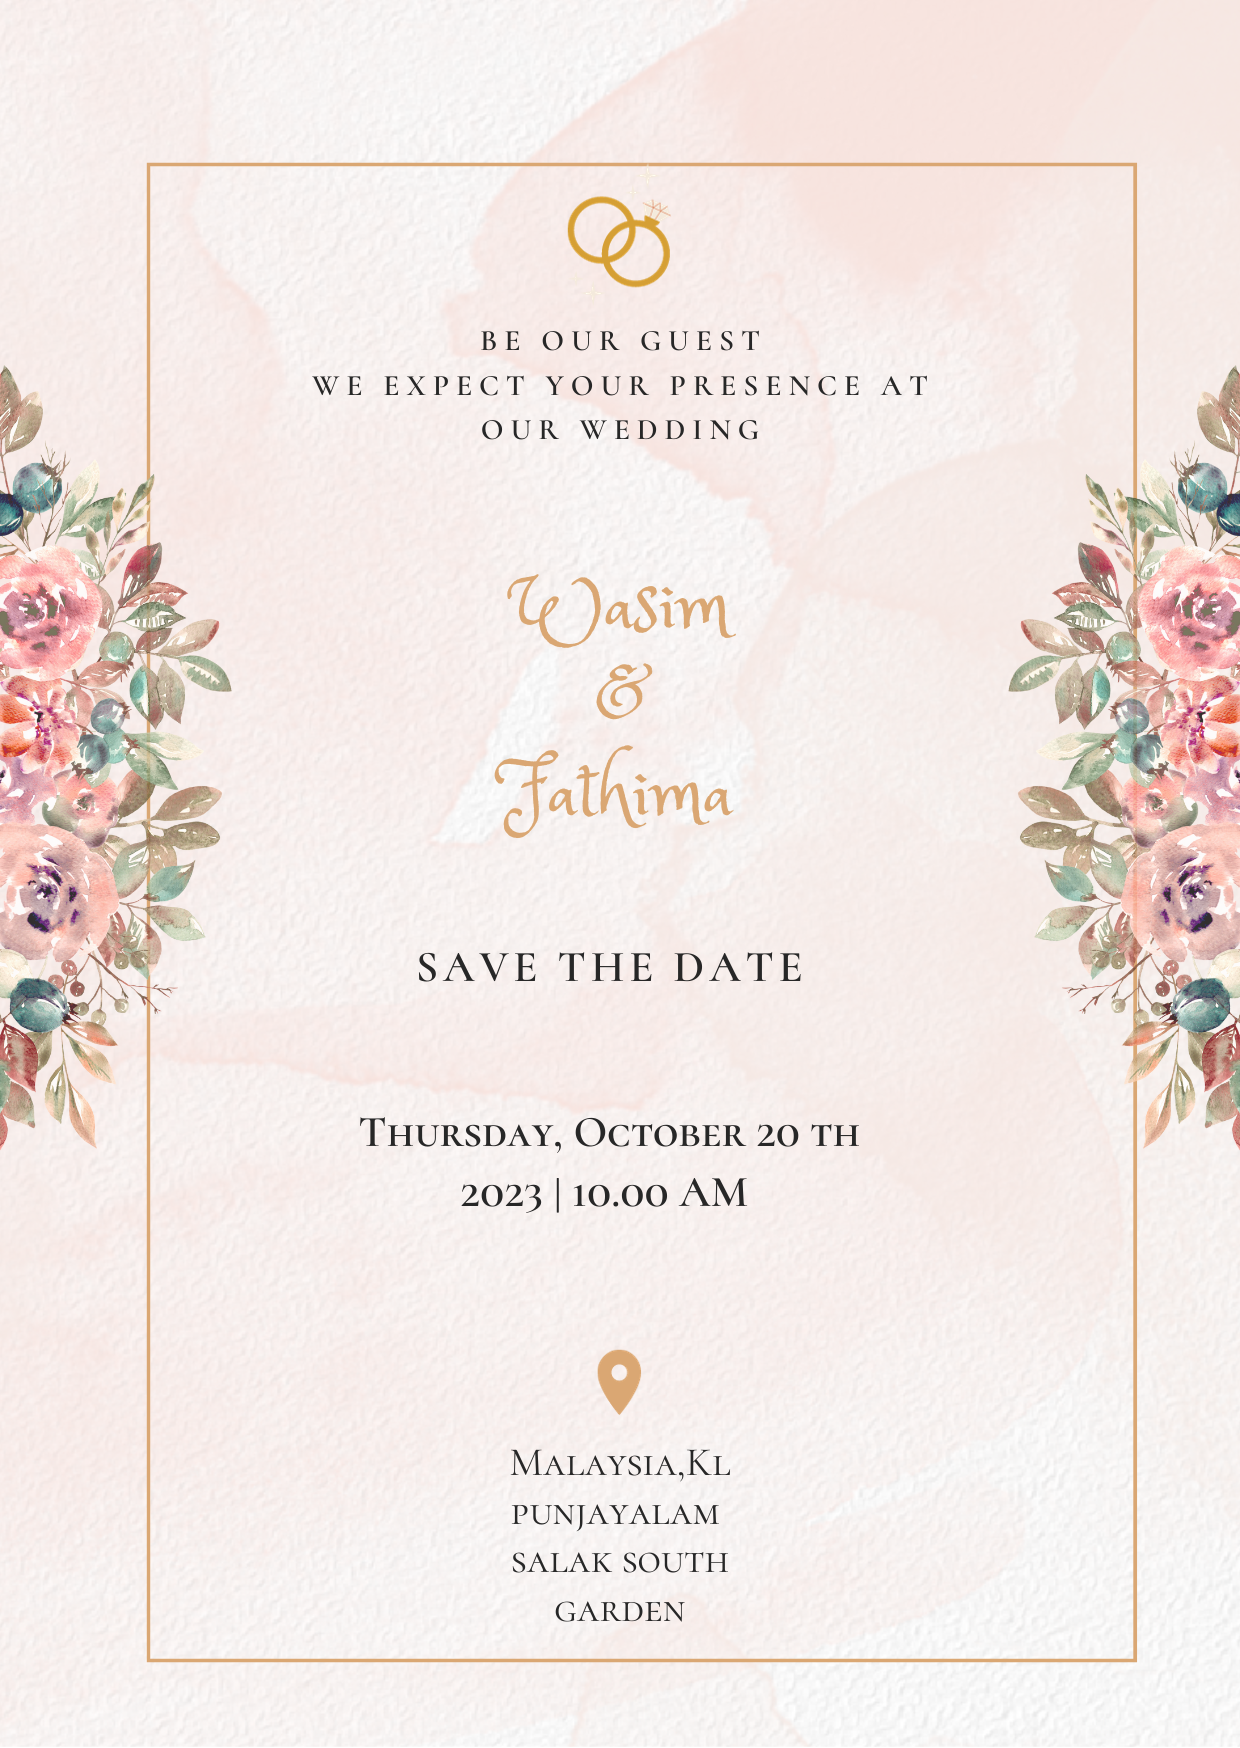 BE OUR GUEST
WE EXPECT YOUR PRESENCE AT
OUR WEDDING
Wasim
&
Fathima
SAVE THE DATE
Thursday, October 20 th
2023 | 10.00 AM
Malaysia,Kl
punjayalam
salak south
garden